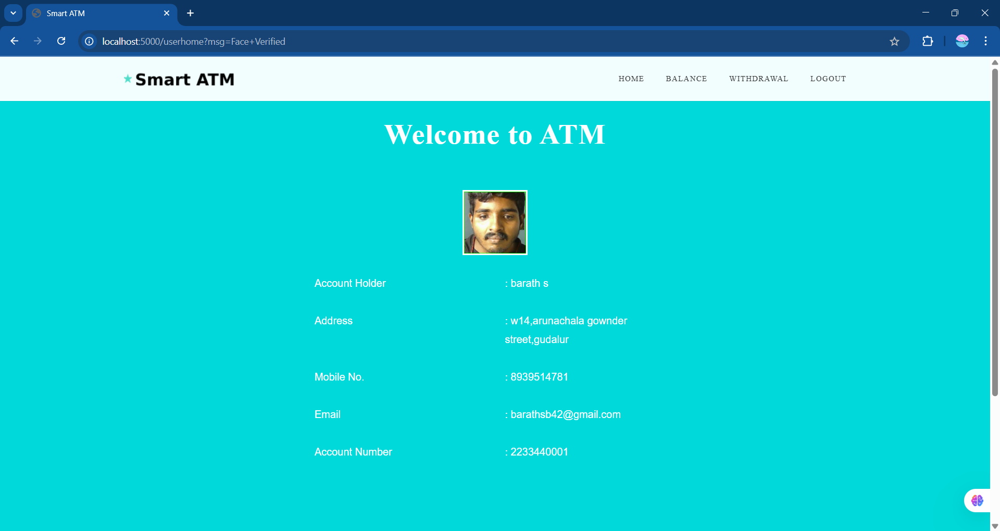 Smart ATM
localhost:5000/userhome?msg=Face+Verified
Smart ATM
HOME BALANCE WITHDRAWAL LOGOUT
Welcome to ATM
Account Holder : barath s
Address : w14,arunachala gownder
street,gudalur
Mobile No. : 8939514781
Email : barathsb42@gmail.com
Account Number : 2233440001